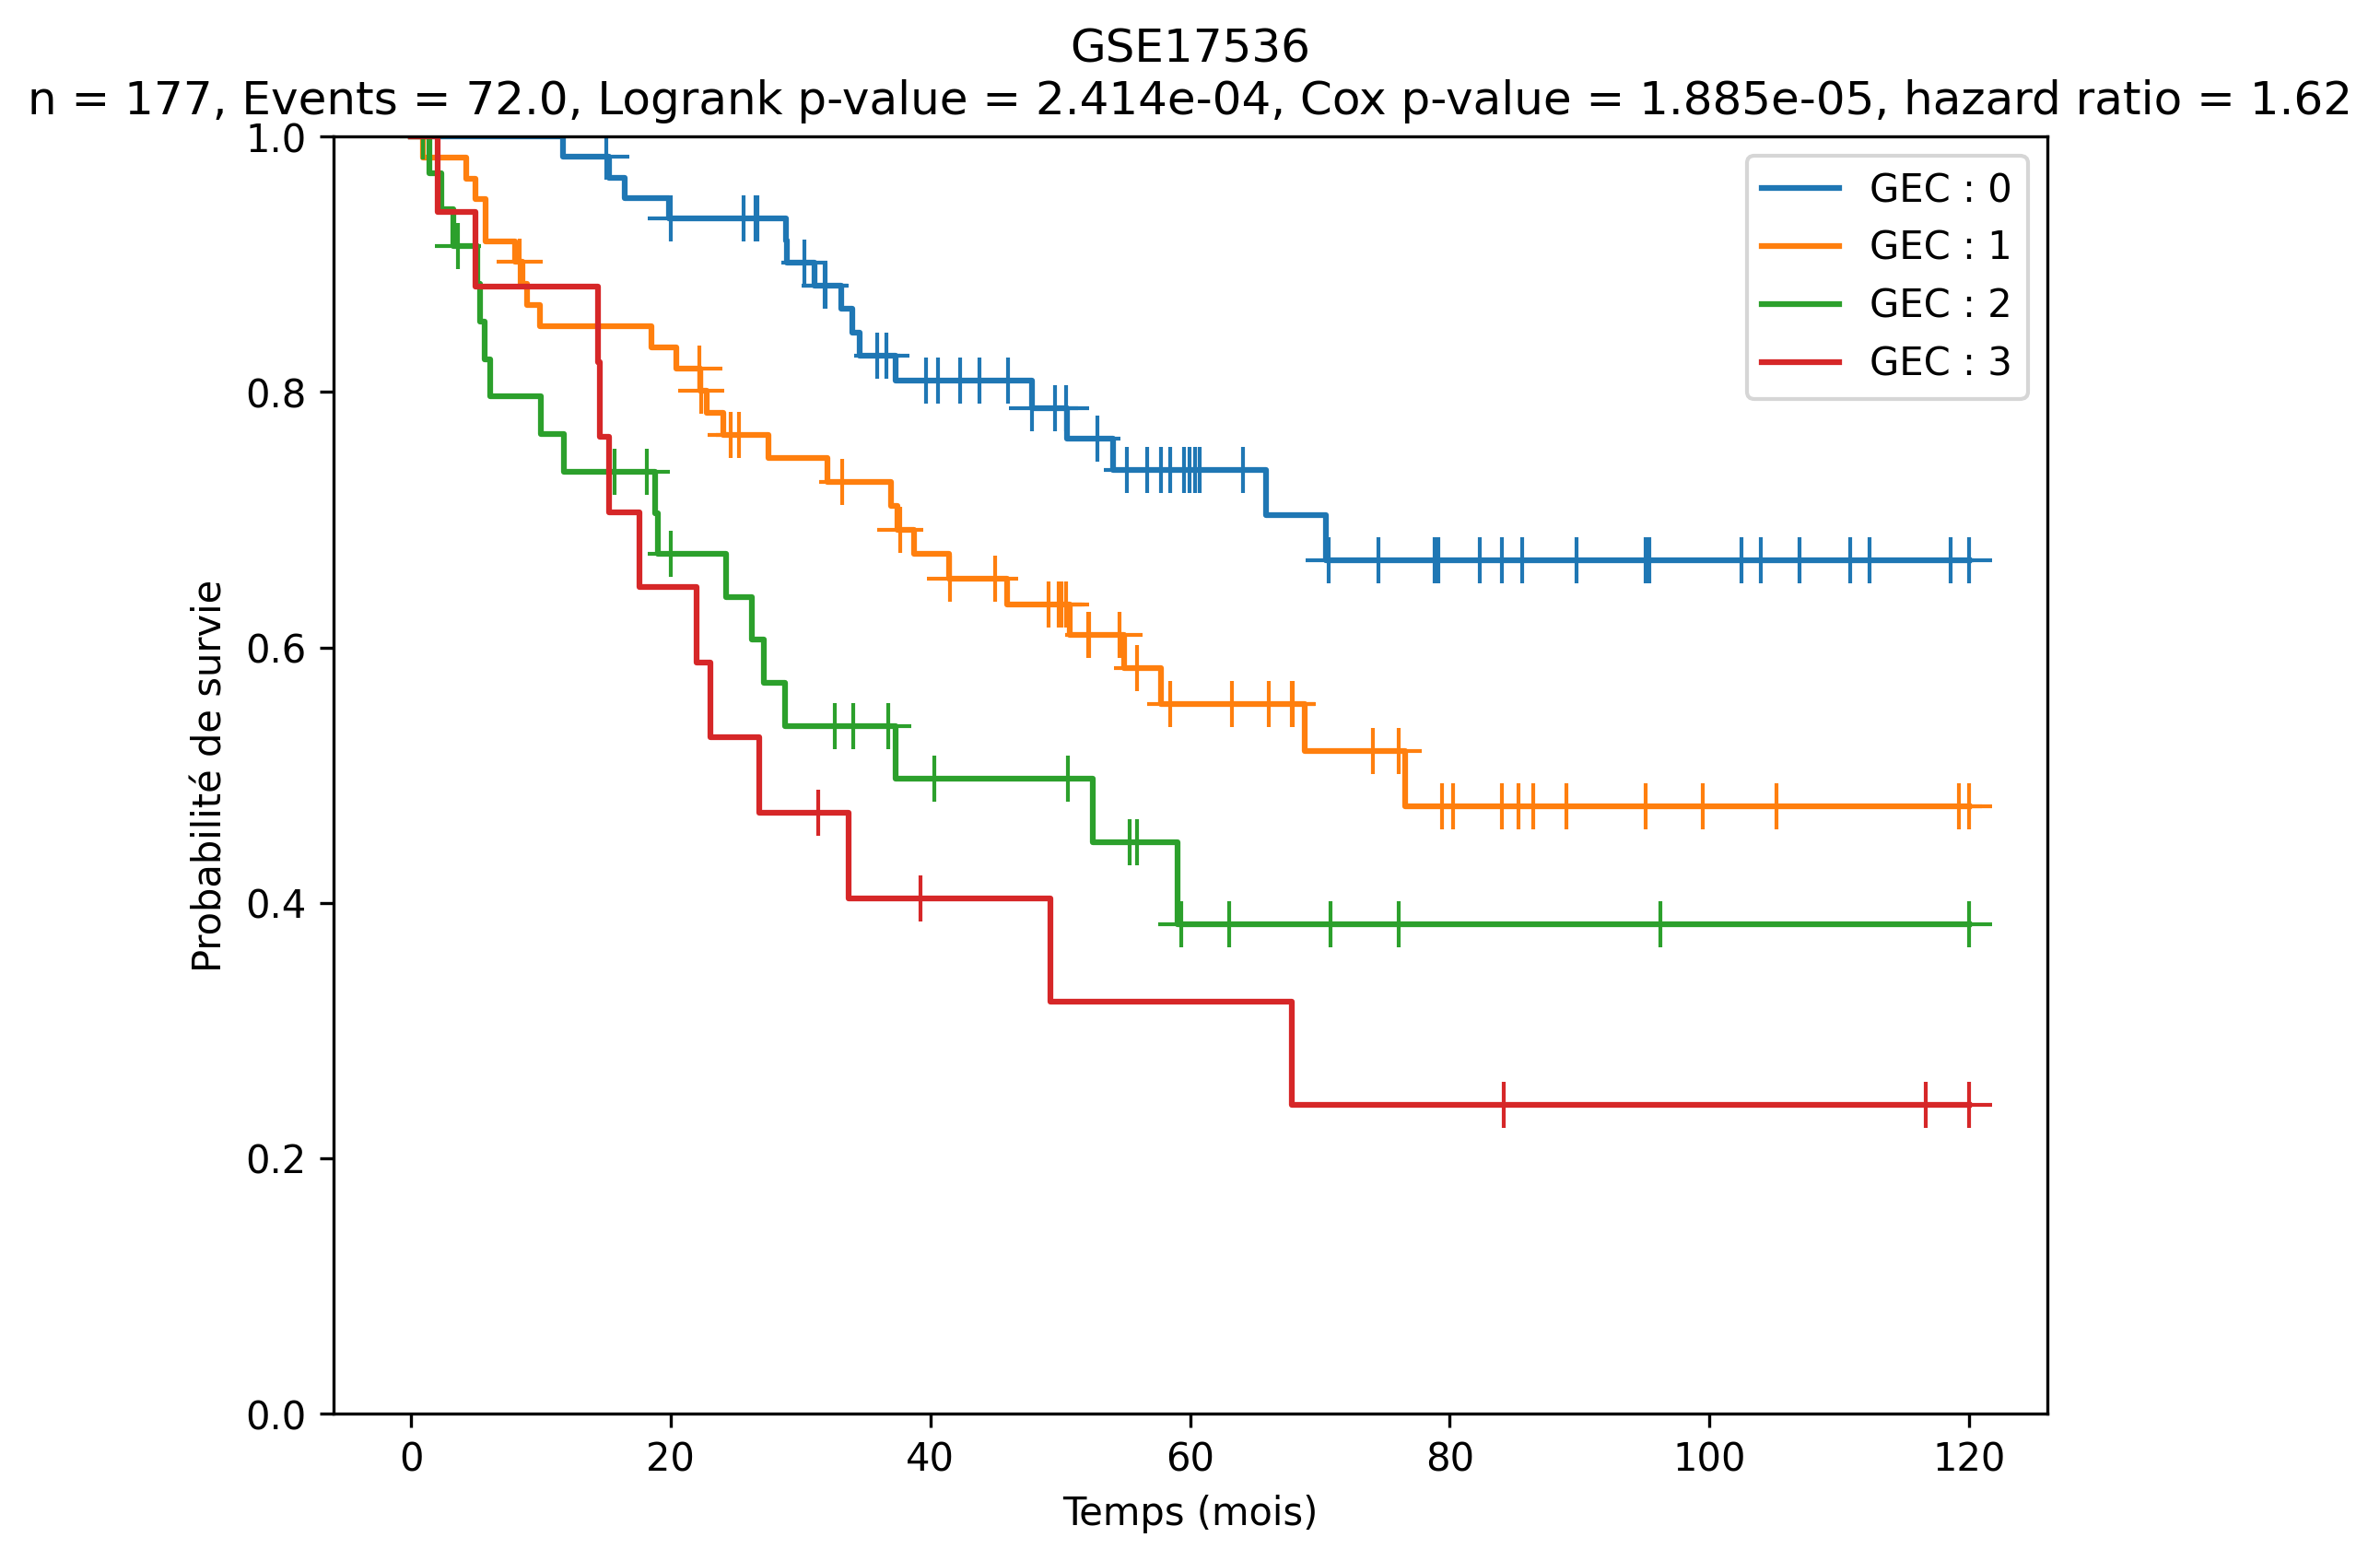 GSE17536
n = 177, Events = 72.0, Logrank p-value = 2.414e-04, Cox p-value = 1.885e-05, hazard ratio = 1.62
1.0
0.8
0.6
0.4
0.2
0.0
Probabilité de survie
GEC : 0
GEC : 1
GEC : 2
GEC : 3
0 20 40 60 80 100 120
Temps (mois)